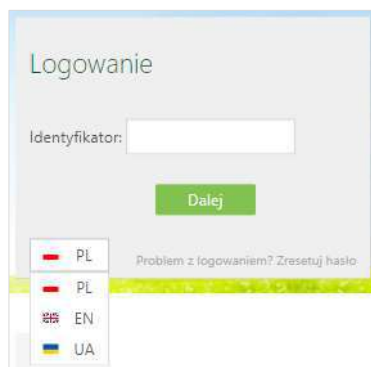 Logowanie
Identyfikator:
Dalej
PL
Problem z logowaniem? Zresetuj hasło
PL
EN
UA